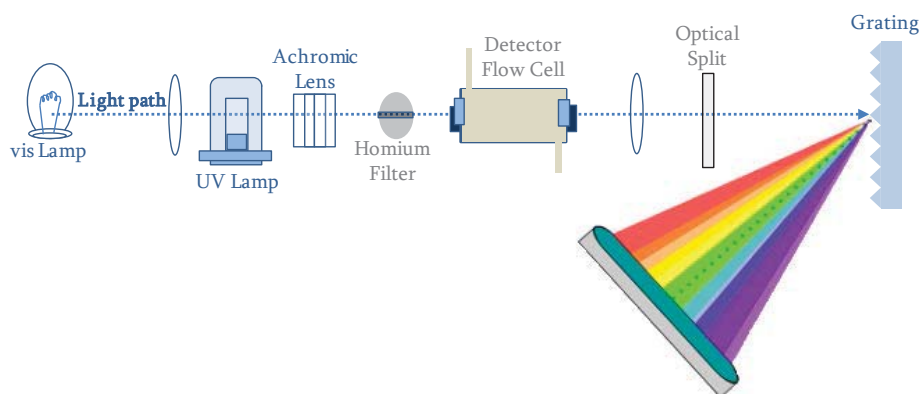 vis Lamp
Light path
UV Lamp
Achromic
Lens
Homium
Filter
Detector
Flow Cell
Optical
Split
Grating